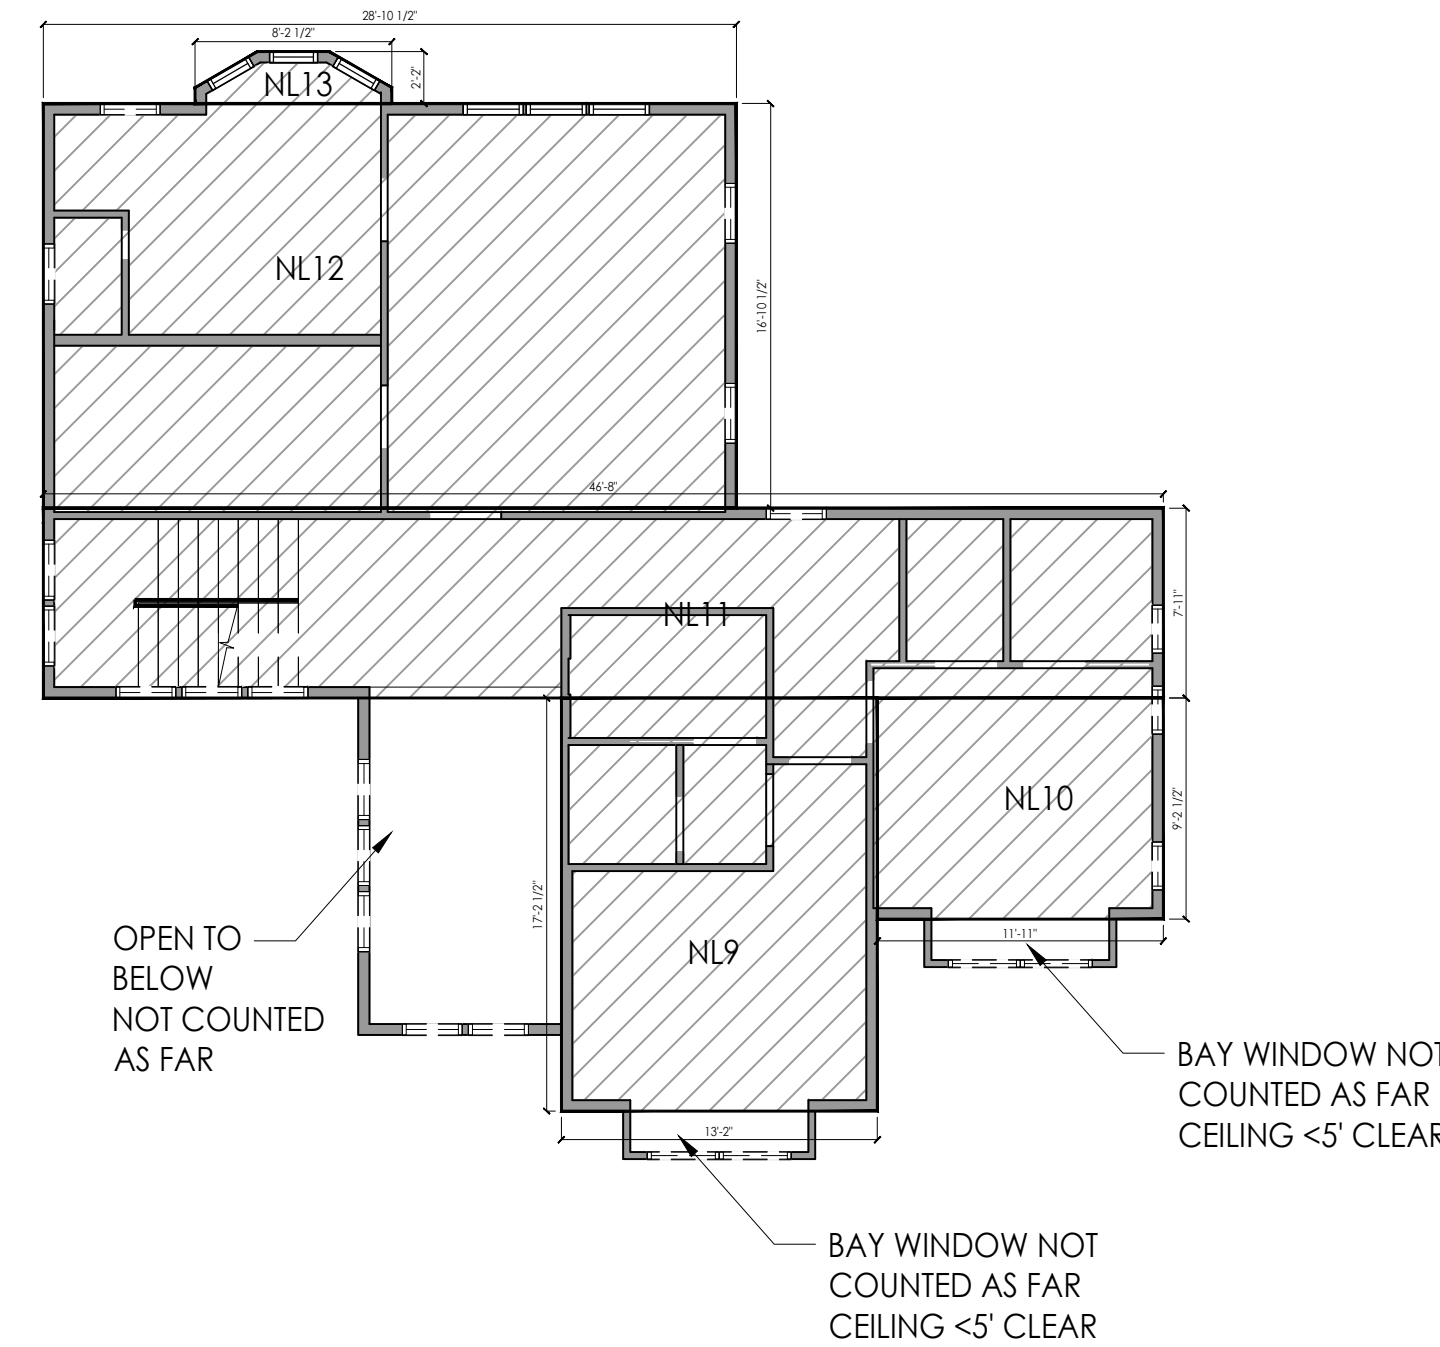 28'-10 1/2"
8'-2 1/2"
2'-2"
NL13
NL12
16'-10 1/2"
46'-8"
NL11
7'-11"
NL10
9'-2 1/2"
17'-2 1/2"
OPEN TO
BELOW
NOT COUNTED
AS FAR
NL9
11'-11"
BAY WINDOW NOT
COUNTED AS FAR
CEILING <5' CLEAR
13'-2"
BAY WINDOW NOT
COUNTED AS FAR
CEILING <5' CLEAR